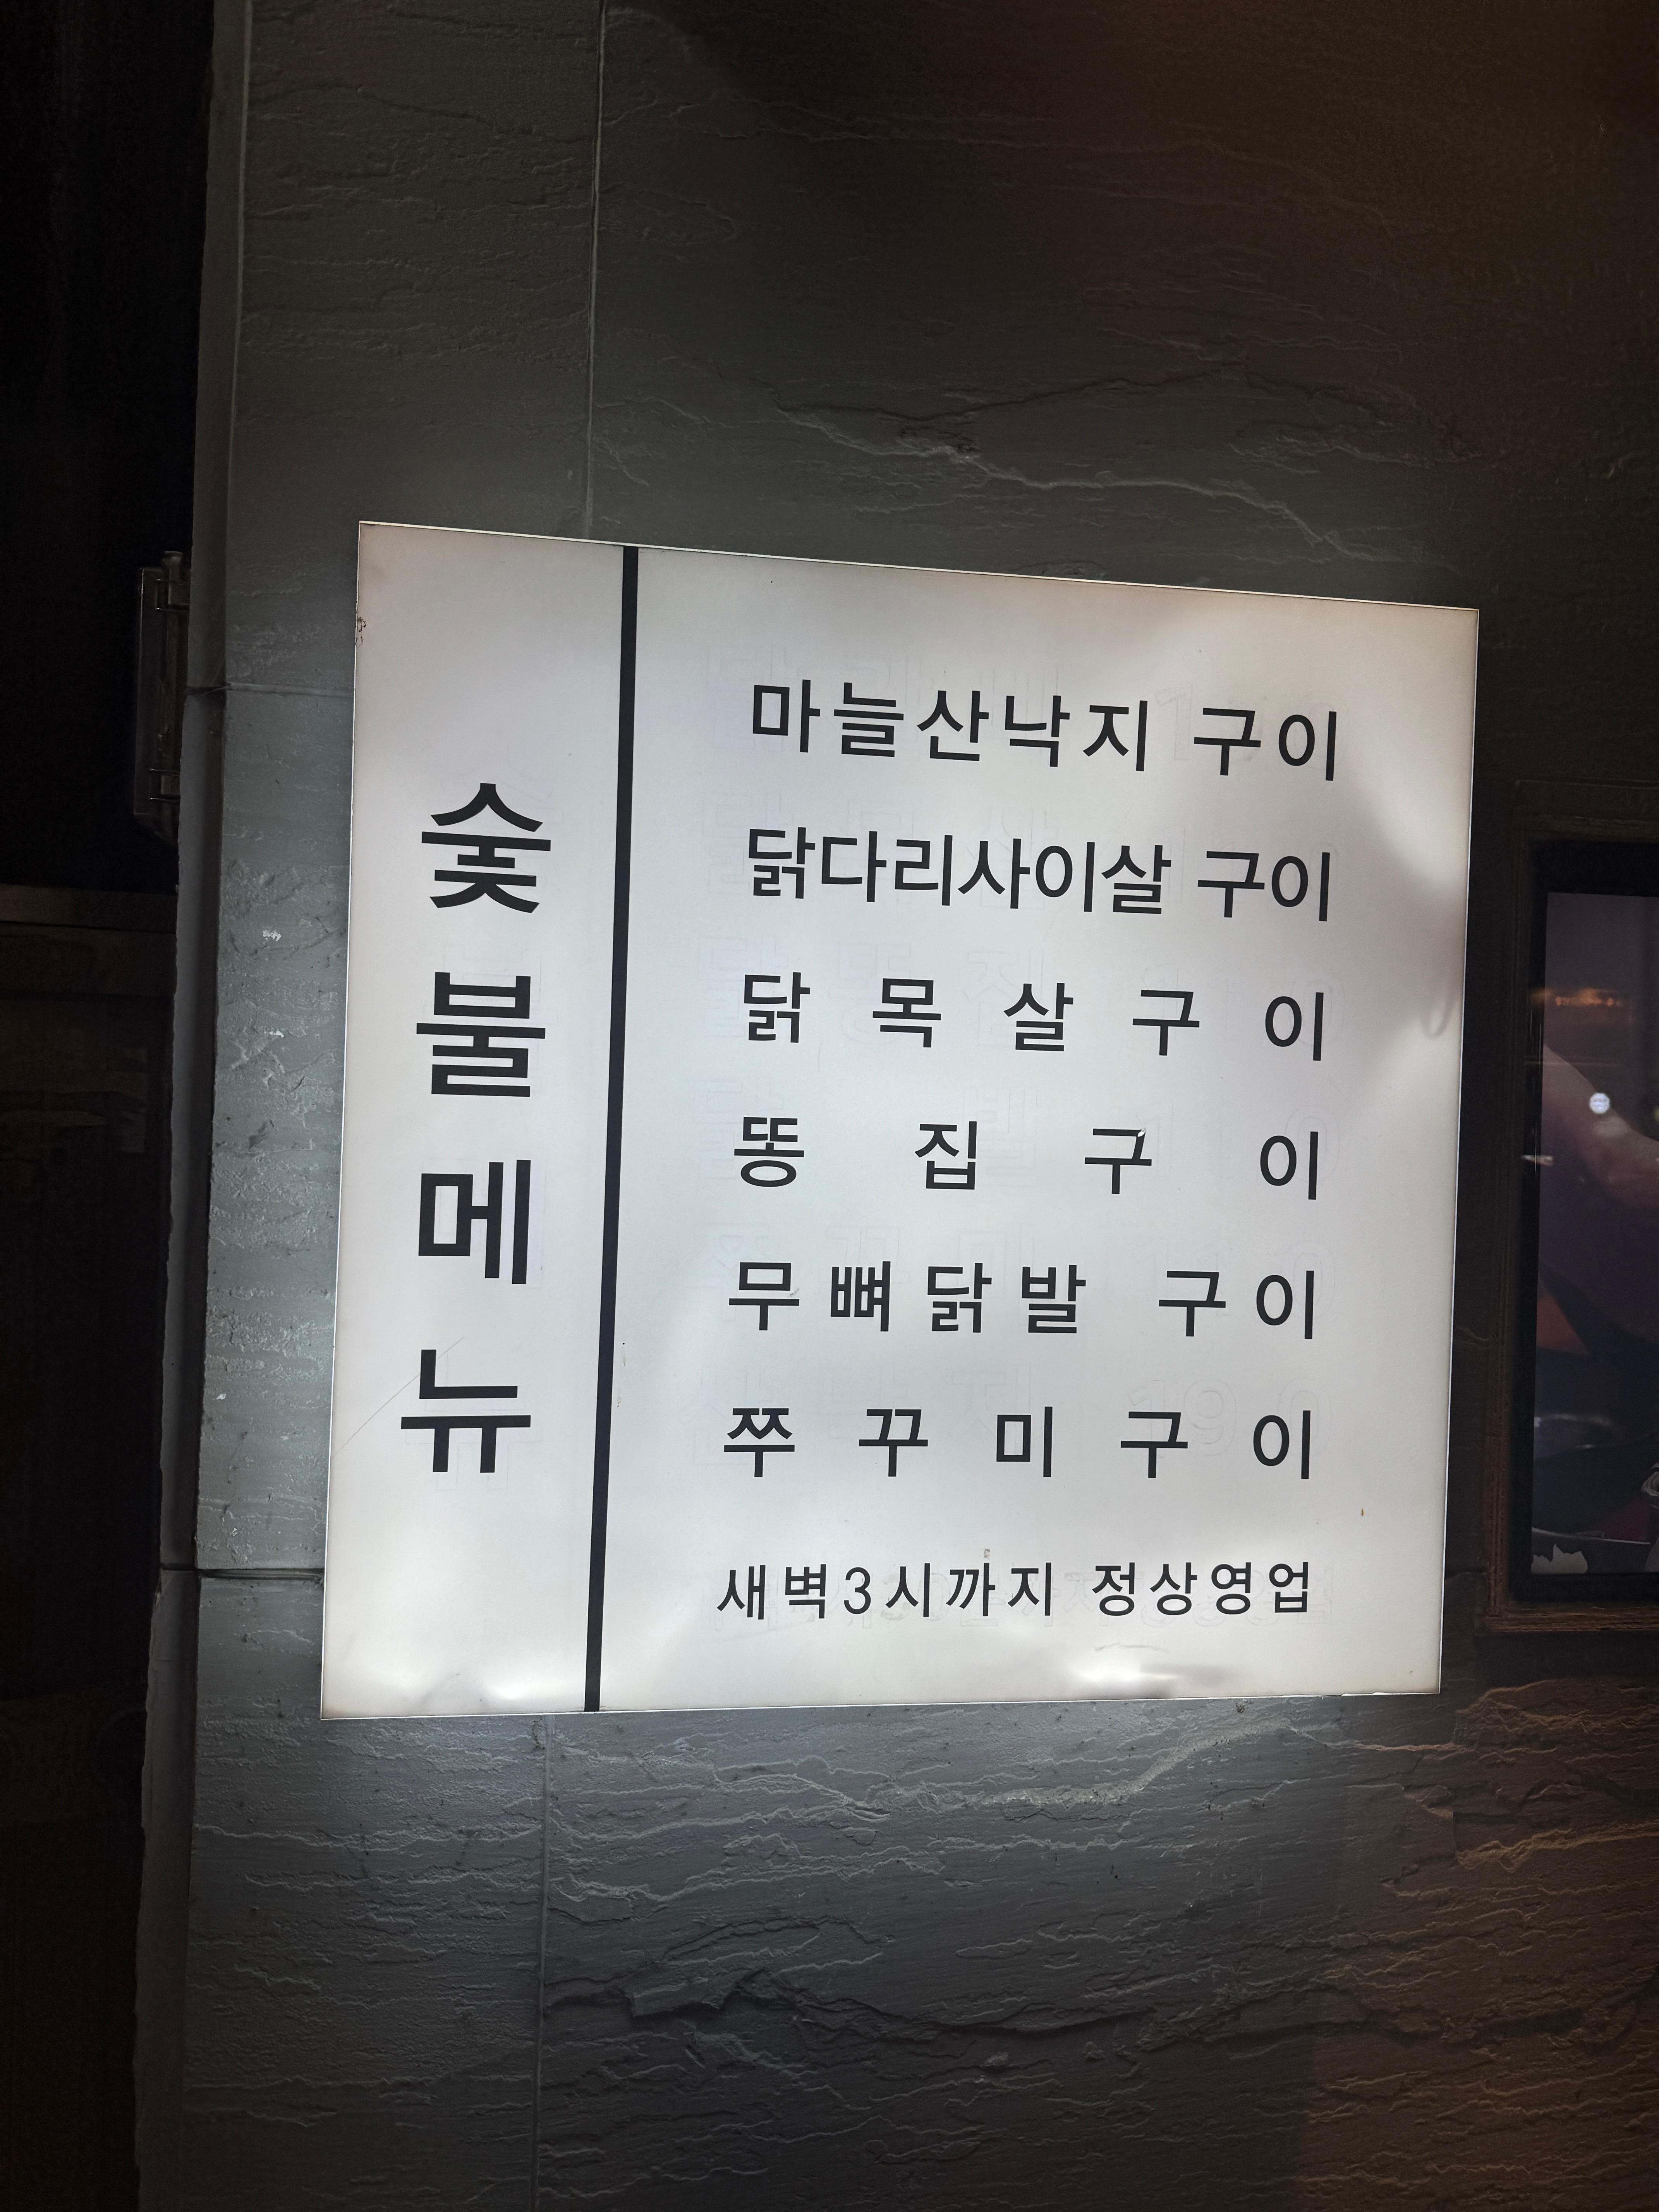 숯불메뉴
마늘산낙지 구이
닭다리사이살 구이
닭목살구이
똥집구이
무뼈닭발 구이
쭈꾸미구이
새벽3시까지 정상영업